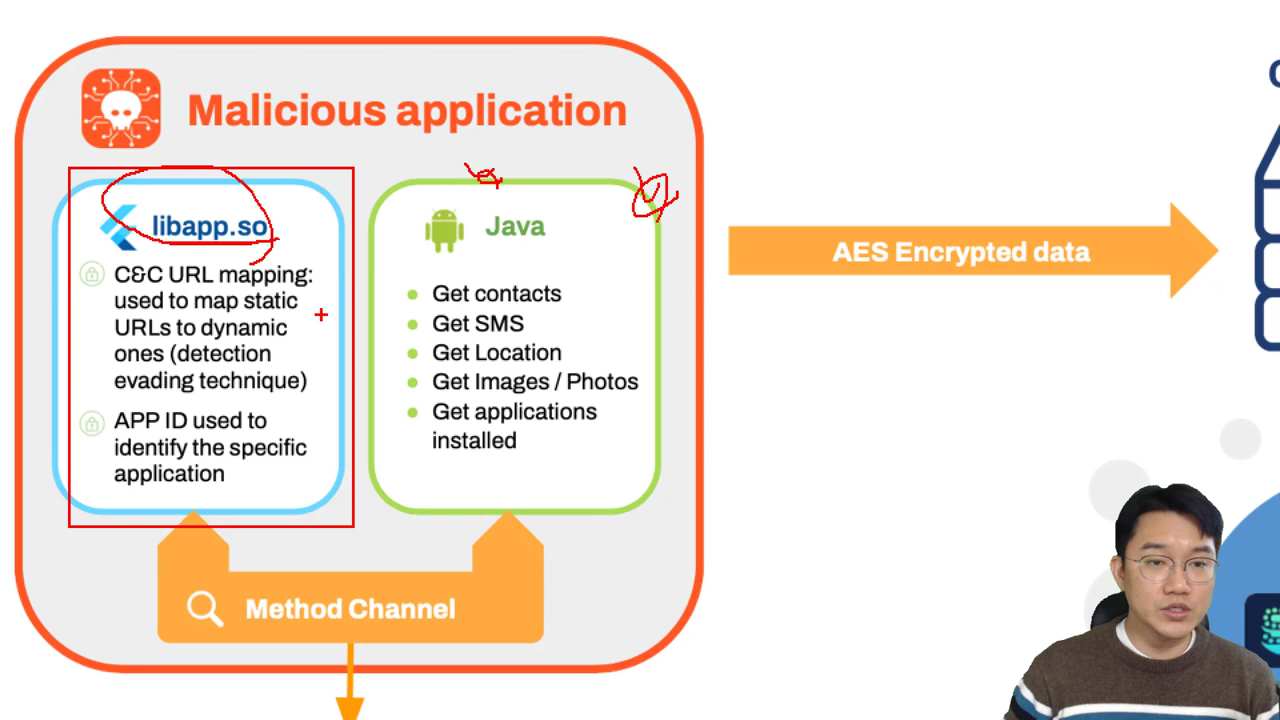 Malicious application
libapp.so
C&C URL mapping:
used to map static
URLs to dynamic
ones (detection
evading technique)
APP ID used to
identify the specific
application
Java
Get contacts
Get SMS
Get Location
Get Images / Photos
Get applications
installed
Method Channel
AES Encrypted data